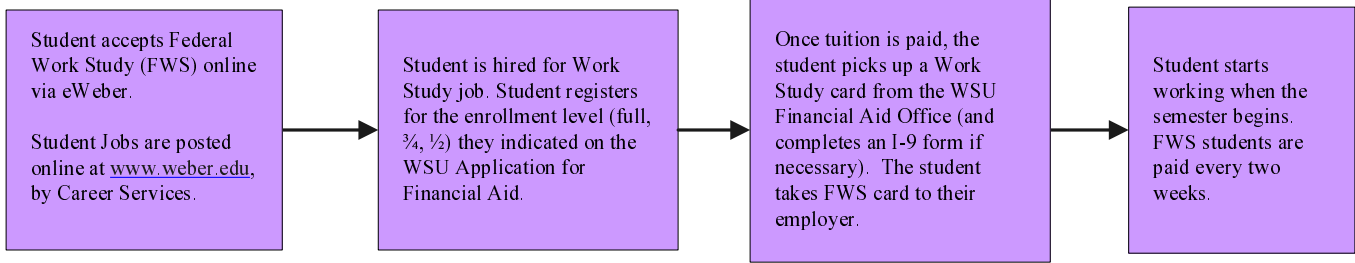 Student accepts Federal
Work Study (FWS) online
via eWeber.
Student Jobs are posted
online at www.weber.edu,
by Career Services.
Student is hired for Work
Study job. Student registers
for the enrollment level (full,
¾, ½) they indicated on the
WSU Application for
Financial Aid.
Once tuition is paid, the
student picks up a Work
Study card from the WSU
Financial Aid Office (and
completes an I-9 form if
necessary).  The student
takes FWS card to their
employer.
Student starts
working when the
semester begins.
FWS students are
paid every two
weeks.